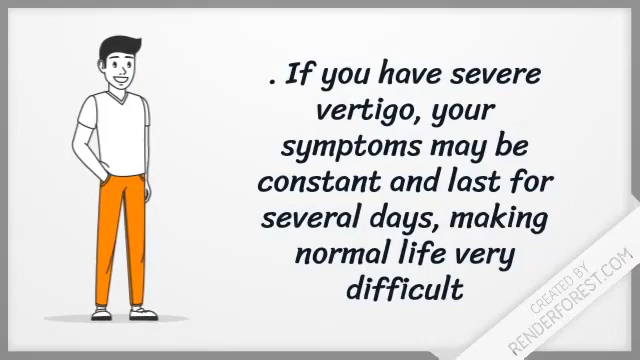 . If you have severe
vertigo, your
symptoms may be
constant and last for
several days, making
normal life very
difficult
CREATED BY
RENDERFOREST.COM